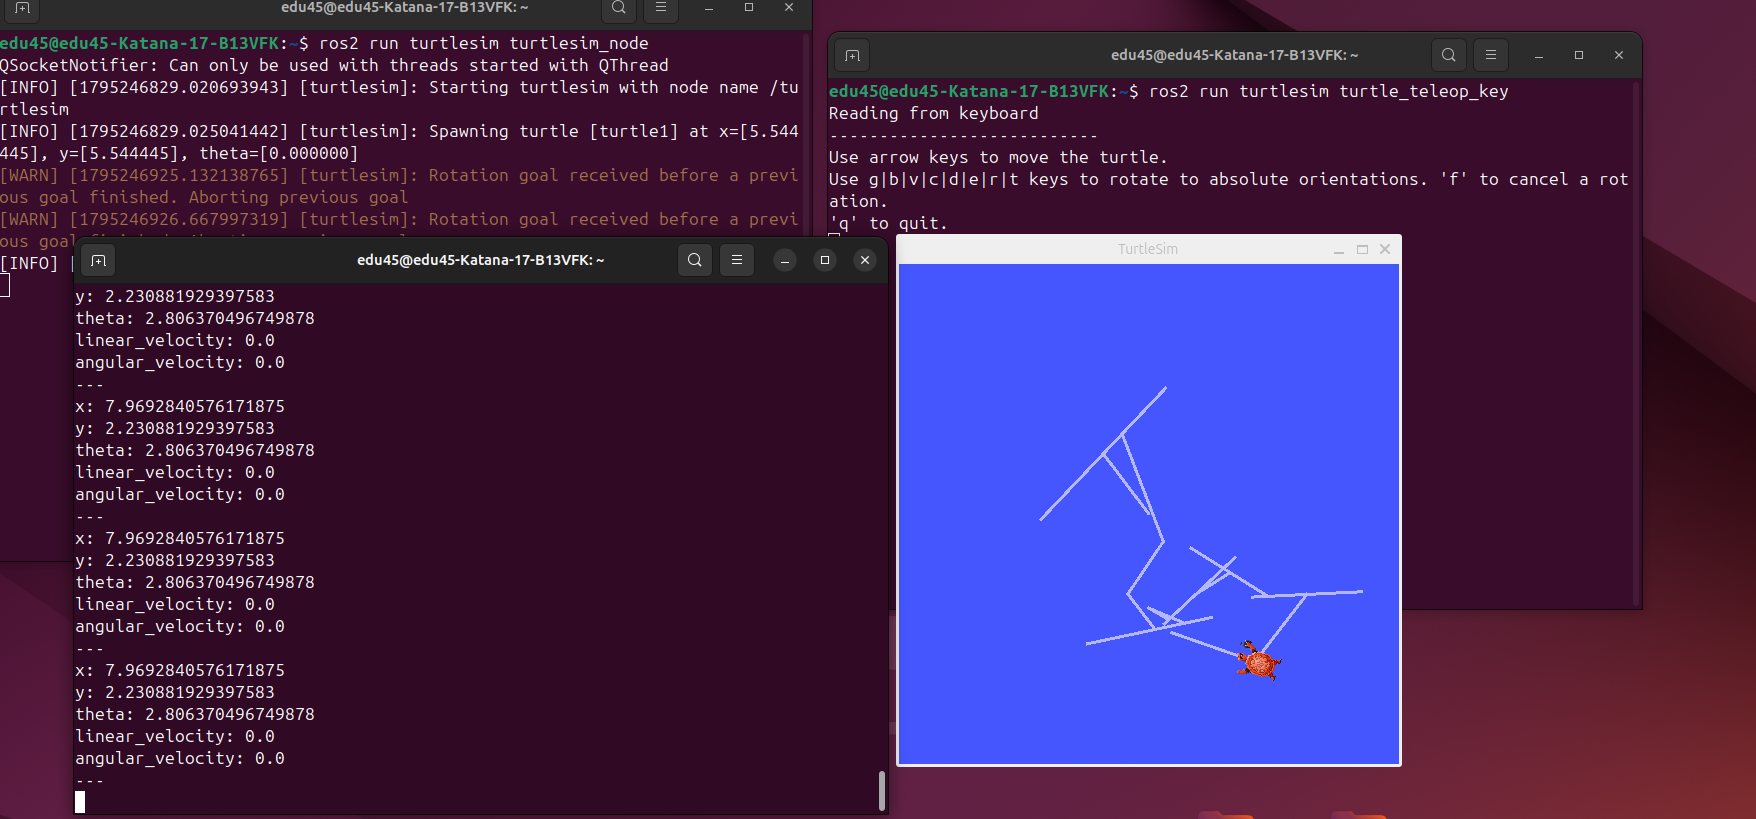 edu45@edu45-Katana-17-B13VFK: ~
edu45@edu45-Katana-17-B13VFK:~$ ros2 run turtlesim turtlesim_node
QSocketNotifier: Can only be used with threads started with QThread
[INFO] [1795246829.020693943] [turtlesim]: Starting turtlesim with node name /tu
rtlesim
[INFO] [1795246829.025041442] [turtlesim]: Spawning turtle [turtle1] at x=[5.544
445], y=[5.544445], theta=[0.000000]
[WARN] [1795246925.132138765] [turtlesim]: Rotation goal received before a previ
ous goal finished. Aborting previous goal
[WARN] [1795246926.667997319] [turtlesim]: Rotation goal received before a previ
ous goal
[INFO] [
edu45@edu45-Katana-17-B13VFK: ~
edu45@edu45-Katana-17-B13VFK:~$ ros2 run turtlesim turtle_teleop_key
Reading from keyboard
---------------------------
Use arrow keys to move the turtle.
Use g|b|v|c|d|e|r|t keys to rotate to absolute orientations. 'f' to cancel a rot
ation.
'q' to quit.
edu45@edu45-Katana-17-B13VFK: ~
y: 2.230881929397583
theta: 2.806370496749878
linear_velocity: 0.0
angular_velocity: 0.0
---
x: 7.9692840576171875
y: 2.230881929397583
theta: 2.806370496749878
linear_velocity: 0.0
angular_velocity: 0.0
---
x: 7.9692840576171875
y: 2.230881929397583
theta: 2.806370496749878
linear_velocity: 0.0
angular_velocity: 0.0
---
x: 7.9692840576171875
y: 2.230881929397583
theta: 2.806370496749878
linear_velocity: 0.0
angular_velocity: 0.0
---
TurtleSim